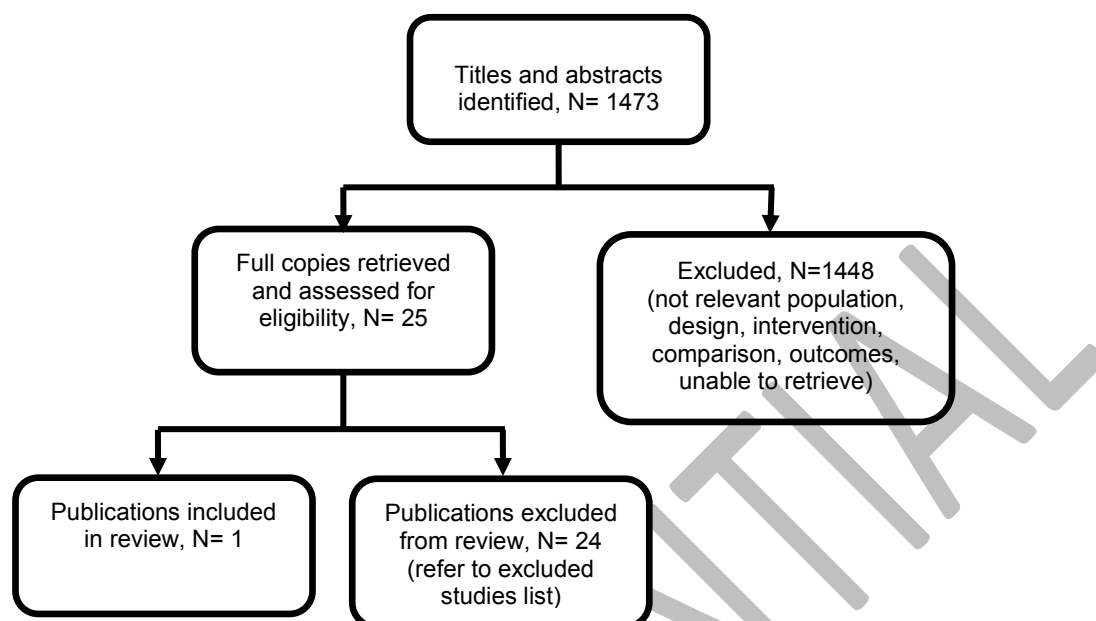 Titles and abstracts
identified, N= 1473
Full copies retrieved
and assessed for
eligibility, N= 25
Excluded, N=1448
(not relevant population,
design, intervention,
comparison, outcomes,
unable to retrieve)
Publications included
in review, N= 1
Publications excluded
from review, N= 24
(refer to excluded
studies list)
NTIAL